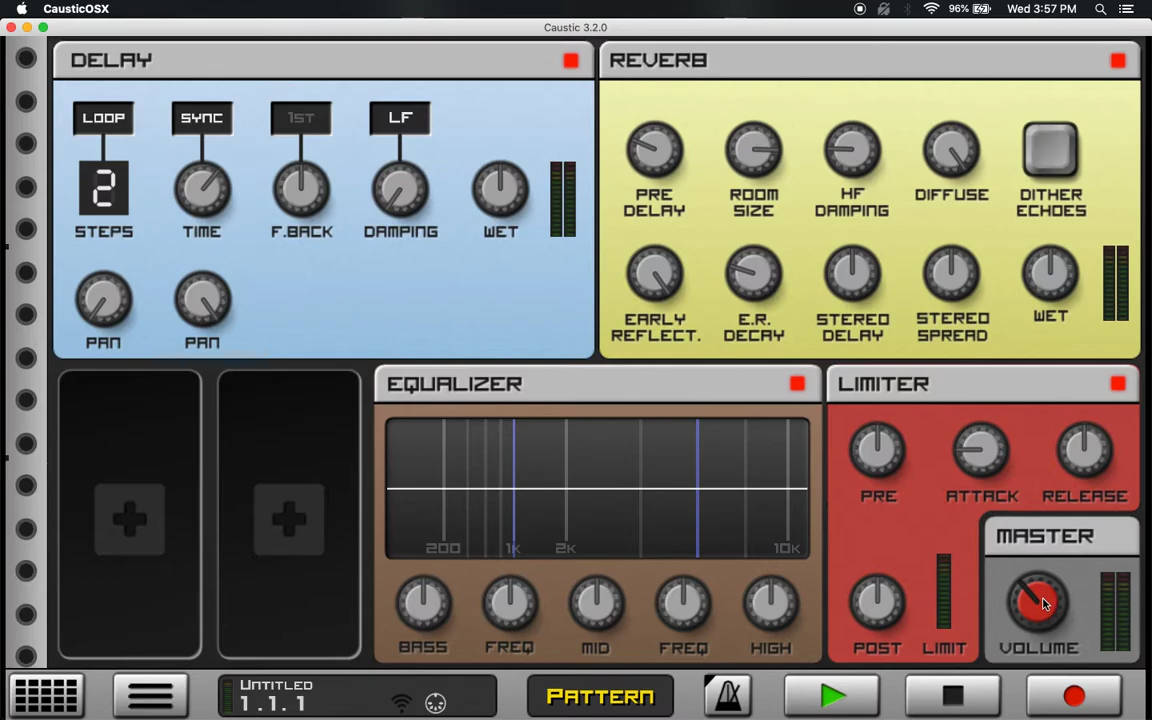 CausticOSX
96%
Wed 3:57 PM
Caustic 3.2.0
DELAY
REVERB
LOOP
SYNC
1ST
LF
2
STEPS
TIME
F.BACK
DAMPING
WET
PAN
PAN
PRE DELAY
ROOM SIZE
HF DAMPING
DIFFUSE
DITHER ECHOES
EARLY REFLECT.
E.R. DECAY
STEREO DELAY
STEREO SPREAD
WET
EQUALIZER
200
1K
2K
10K
BASS
FREQ
MID
FREQ
HIGH
LIMITER
PRE
ATTACK
RELEASE
POST
LIMIT
MASTER
VOLUME
Untitled
1.1.1
Pattern